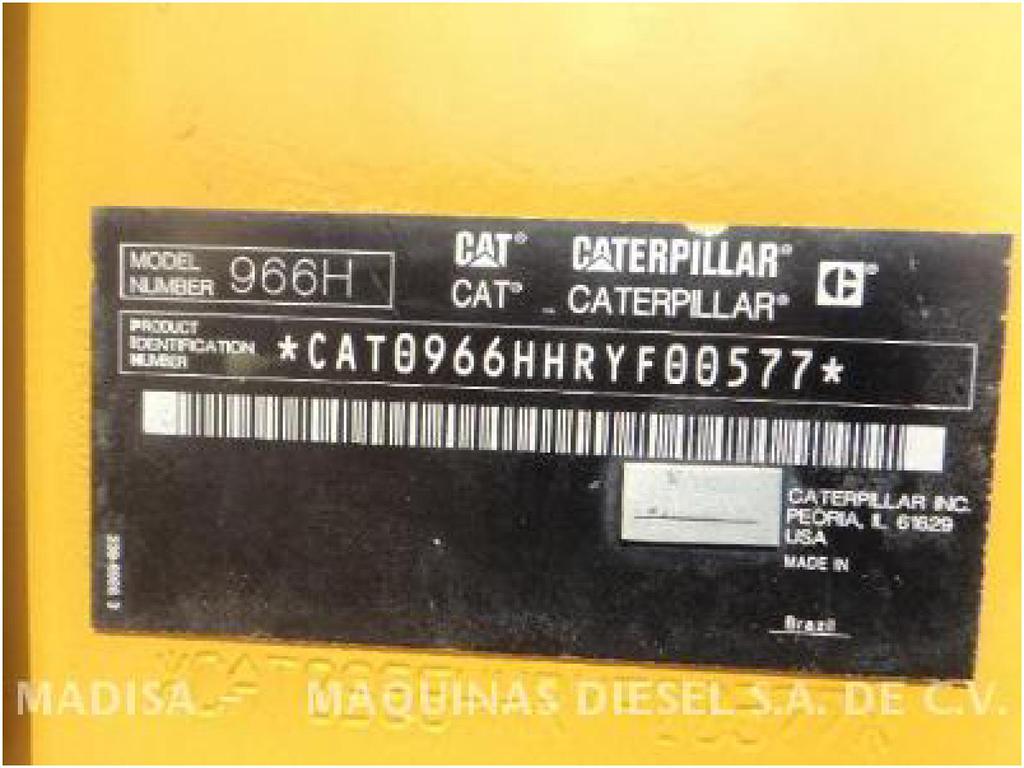 MODEL NUMBER 966H
CAT® CATERPILLAR®
CAT® - CATERPILLAR®
PRODUCT IDENTIFICATION NUMBER *CAT0966HHRYF00577*
CATERPILLAR INC.
PEORIA, IL 61629
USA
MADE IN
Brazil
MADISA - MAQUINAS DIESEL S.A. DE C.V.